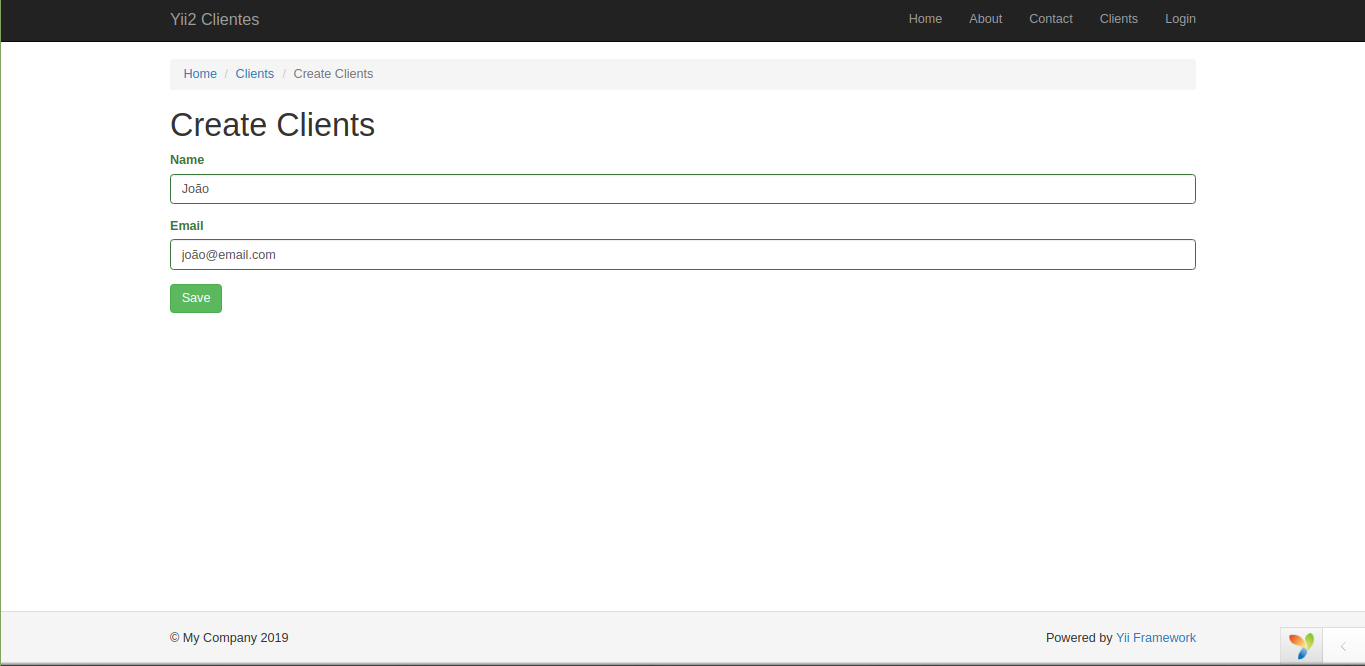 Yii2 Clientes Home About Contact Clients Login
Home / Clients / Create Clients
Create Clients
Name
João
Email
joão@email.com
Save
© My Company 2019 Powered by Yii Framework